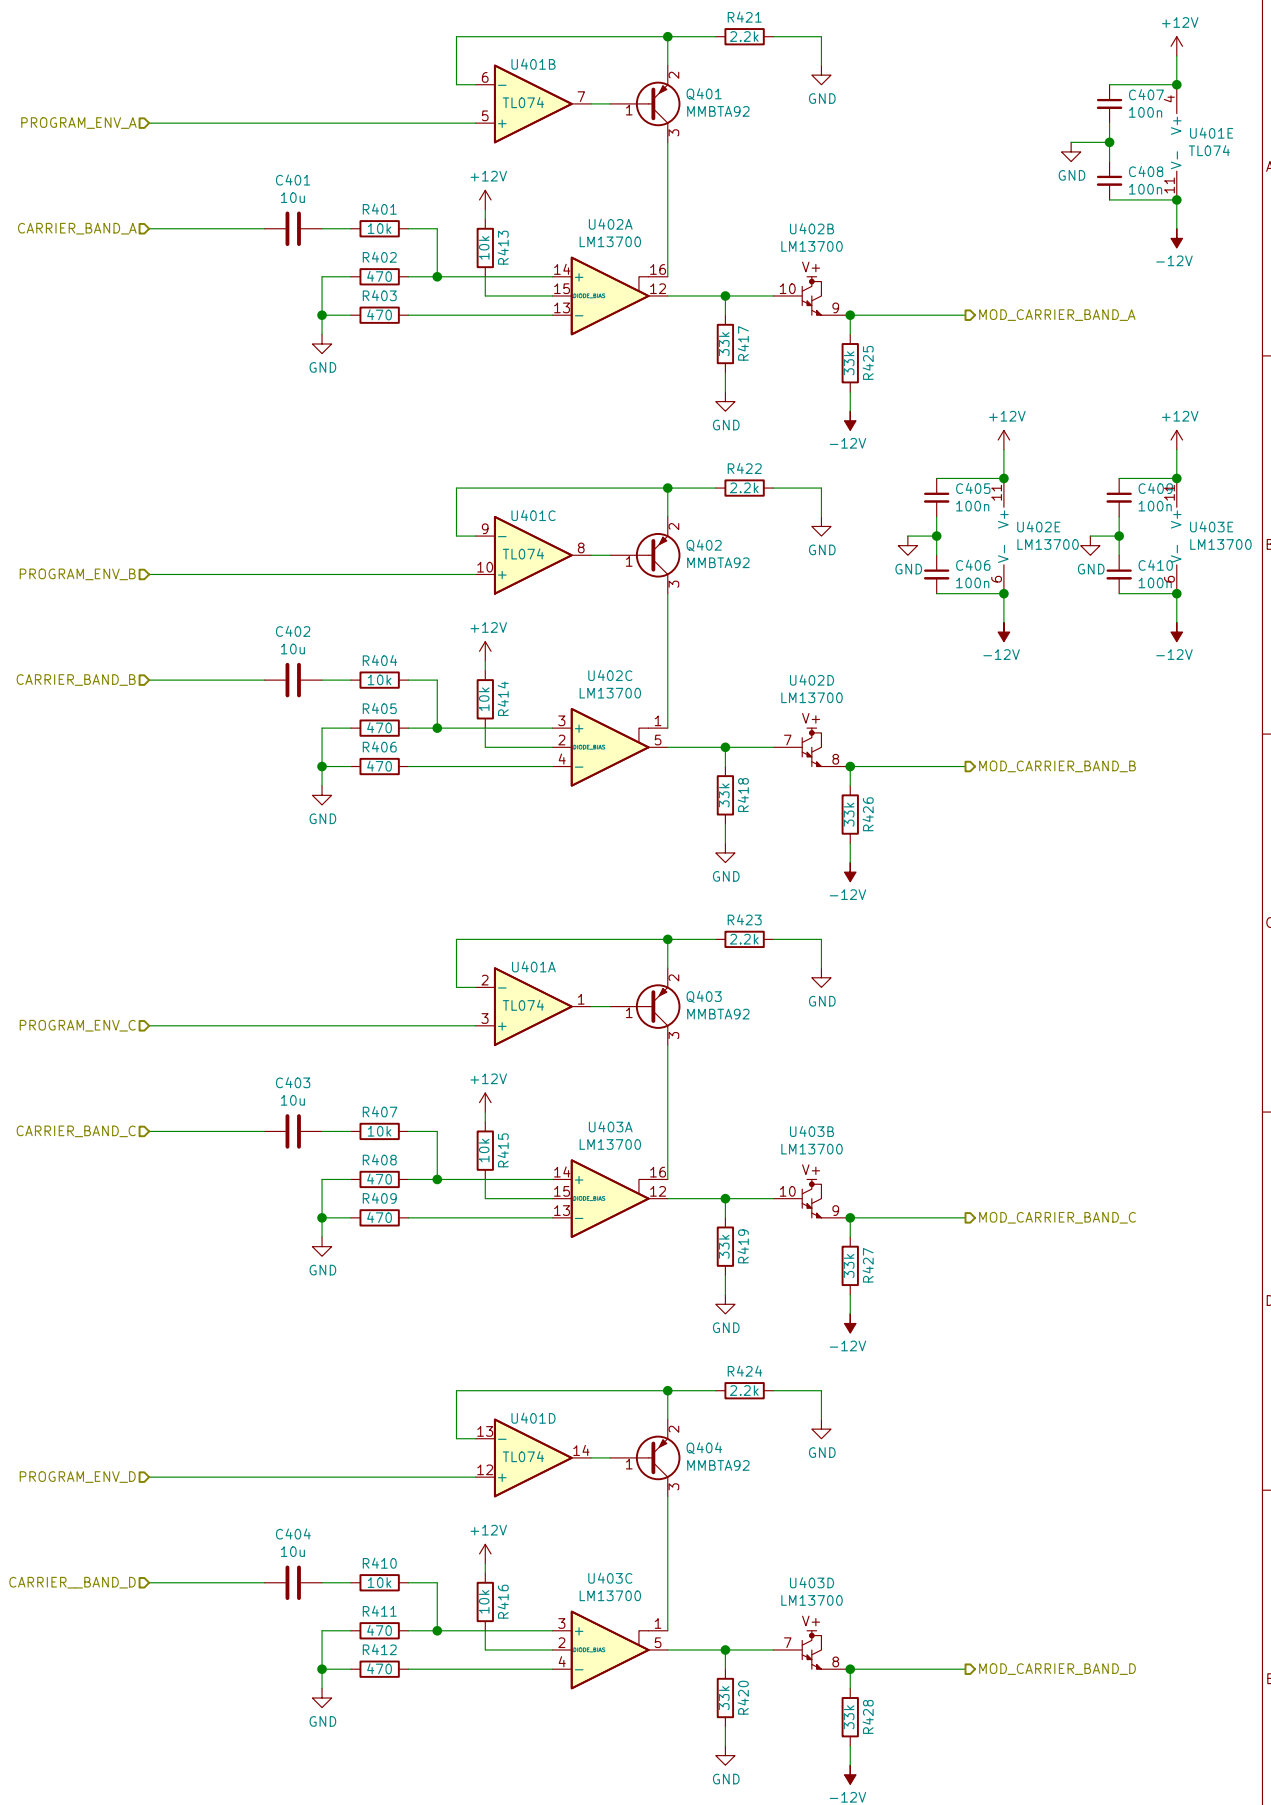 R421
2.2k
GND
U401B
TL074
6
−
5
+
7
1
2
3
Q401
MMBTA92
PROGRAM_ENV_A
+12V
4
V+
V-
11
C407
100n
C408
100n
GND
U401E
TL074
-12V
C401
10u
CARRIER_BAND_A
R401
10k
R402
470
R403
470
GND
+12V
10k
R413
U402A
LM13700
14
+
15
DIODE_BIAS
13
−
16
12
33k
R417
GND
U402B
LM13700
V+
10
9
33k
R425
-12V
MOD_CARRIER_BAND_A
R422
2.2k
GND
U401C
TL074
9
−
10
+
8
1
2
3
Q402
MMBTA92
PROGRAM_ENV_B
+12V
11
V+
V-
6
C405
100n
C406
100n
GND
U402E
LM13700
-12V
+12V
11
V+
V-
6
C409
100n
C410
100n
GND
U403E
LM13700
-12V
C402
10u
CARRIER_BAND_B
R404
10k
R405
470
R406
470
GND
+12V
10k
R414
U402C
LM13700
3
+
2
DIODE_BIAS
4
−
1
5
33k
R418
GND
U402D
LM13700
V+
7
8
33k
R426
-12V
MOD_CARRIER_BAND_B
R423
2.2k
GND
U401A
TL074
2
−
3
+
1
1
2
3
Q403
MMBTA92
PROGRAM_ENV_C
C403
10u
CARRIER_BAND_C
R407
10k
R408
470
R409
470
GND
+12V
10k
R415
U403A
LM13700
14
+
15
DIODE_BIAS
13
−
16
12
33k
R419
GND
U403B
LM13700
V+
10
9
33k
R427
-12V
MOD_CARRIER_BAND_C
R424
2.2k
GND
U401D
TL074
13
−
12
+
14
1
2
3
Q404
MMBTA92
PROGRAM_ENV_D
C404
10u
CARRIER__BAND_D
R410
10k
R411
470
R412
470
GND
+12V
10k
R416
U403C
LM13700
3
+
2
DIODE_BIAS
4
−
1
5
33k
R420
GND
U403D
LM13700
V+
7
8
33k
R428
-12V
MOD_CARRIER_BAND_D